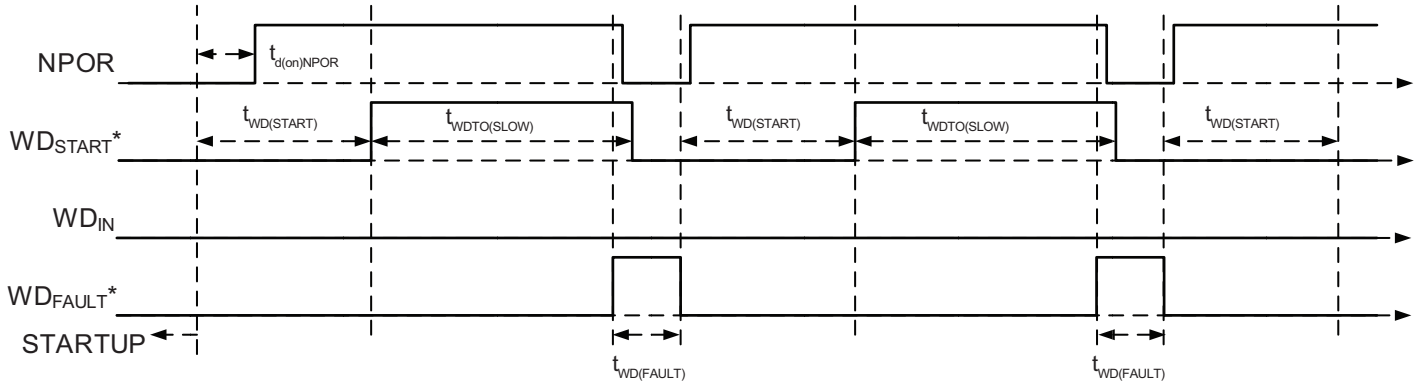 NPOR
t_d(on)NPOR
WD_START*
t_WD(START)
t_WDTO(SLOW)
t_WD(START)
t_WDTO(SLOW)
t_WD(START)
WD_IN
WD_FAULT*
STARTUP
t_WD(FAULT)
t_WD(FAULT)